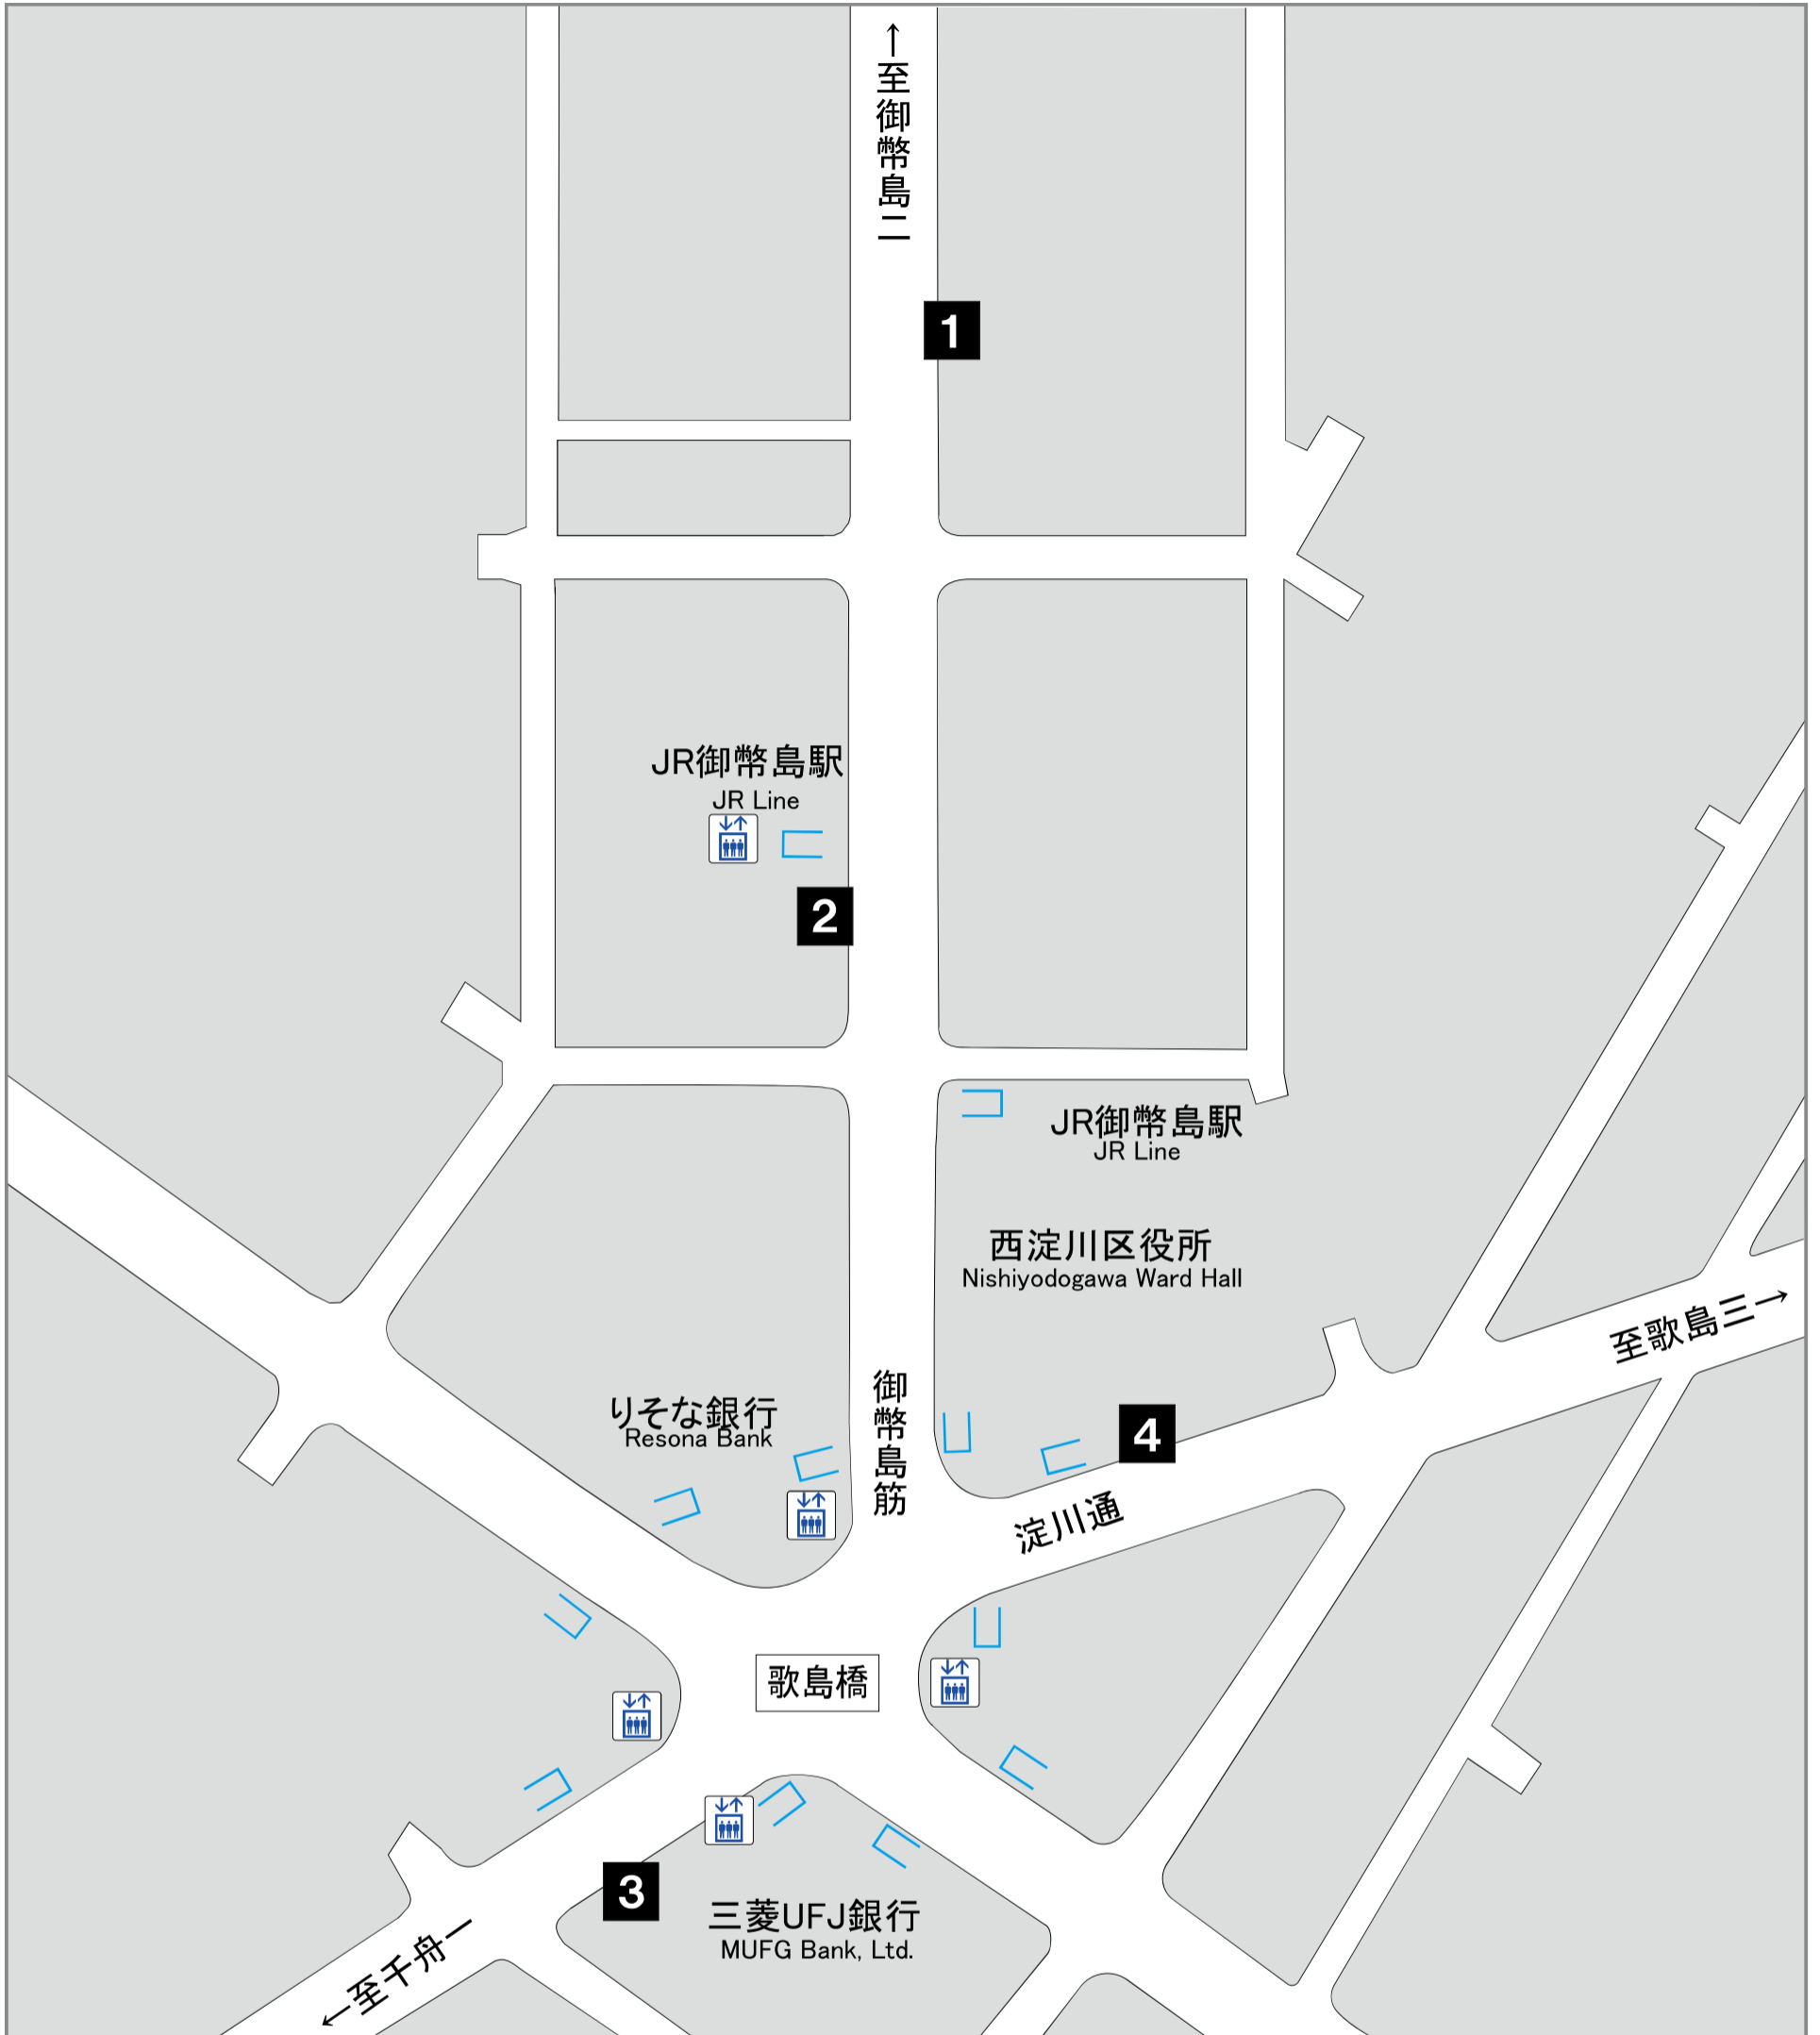 ↑至御幣島二
1
JR御幣島駅
JR Line
2
JR御幣島駅
JR Line
西淀川区役所
Nishiyodogawa Ward Hall
至歌島三→
りそな銀行
Resona Bank
御幣島筋
4
淀川通
歌島橋
3
三菱UFJ銀行
MUFG Bank, Ltd.
←至千舟一